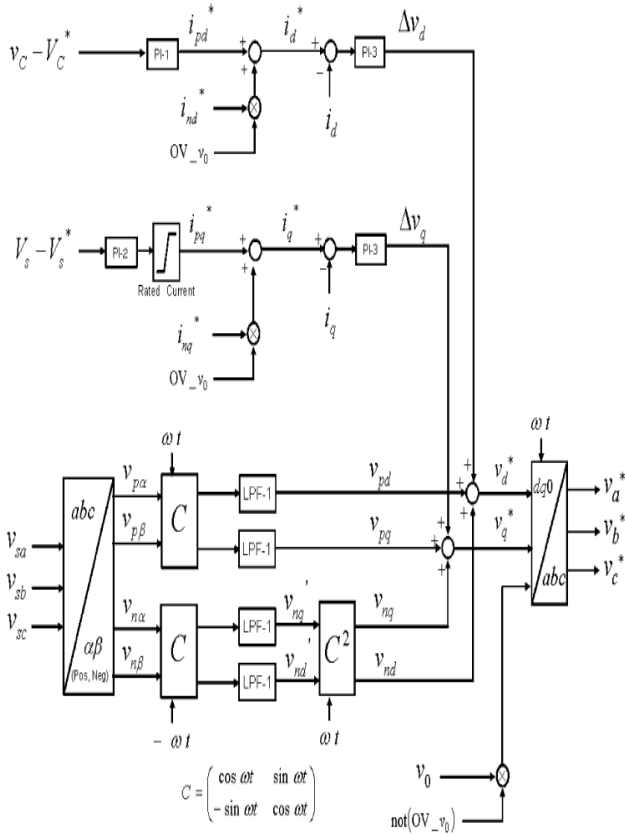 v_C − V_C^* PI-1 i_pd^* + + i_d^* + − PI-3 Δv_d
i_nd^* ×
OV_v_0 i_d
V_s − V_s^* PI-2 i_pq^* + + i_q^* + − PI-3 Δv_q
Rated Current
i_nq^* × i_q
OV_v_0
ωt ωt
v_pα LPF-1 v_pd + + + v_d^* dq0 v_a^*
abc C
v_sa v_pβ LPF-1 v_pq + + + v_q^* v_b^*
v_sb abc v_c^*
v_sc v_nα LPF-1 v_nq' v_nq
αβ C C^2
(Pos, Neg) v_nβ LPF-1 v_nd' v_nd
− ωt ωt
v_0 ×
C = ( cos ωt sin ωt
− sin ωt cos ωt )
not(OV_v_0)